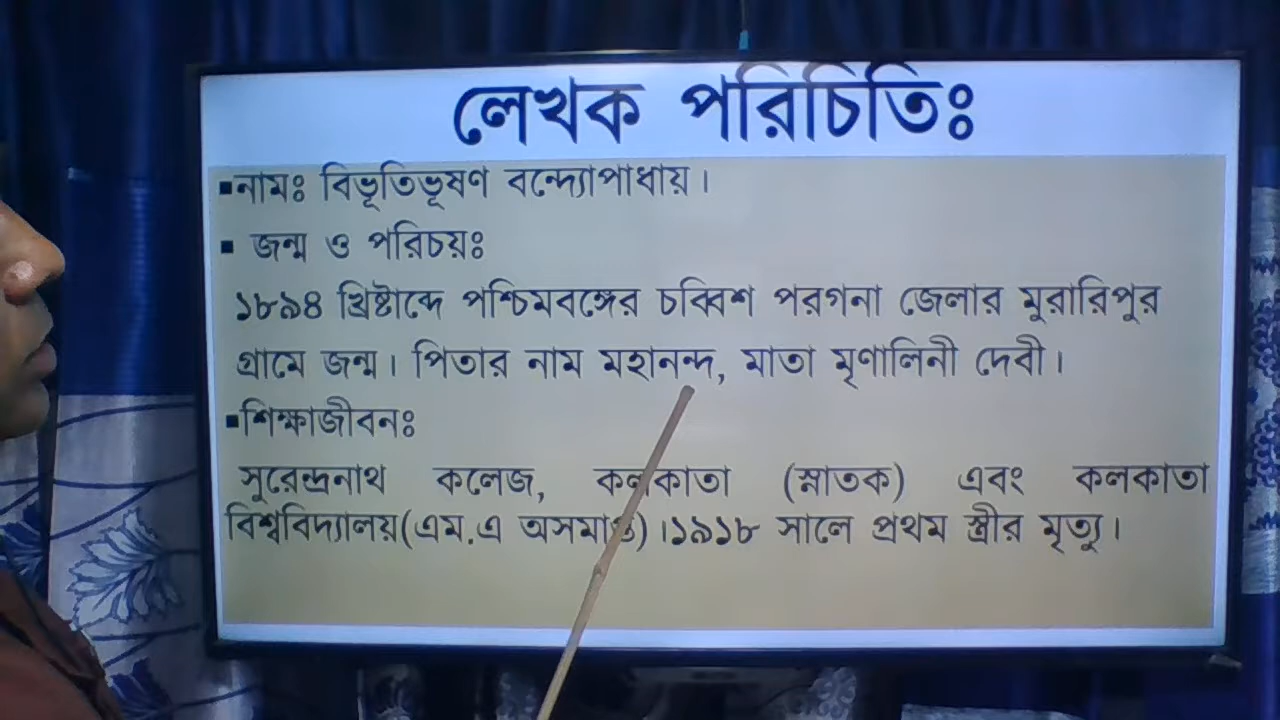 লেখক পরিচিতিঃ
▪নামঃ বিভূতিভূষণ বন্দ্যোপাধ্যায়।
▪ জন্ম ও পরিচয়ঃ
১৮৯৪ খ্রিষ্টাব্দে পশ্চিমবঙ্গের চব্বিশ পরগনা জেলার মুরারিপুর
গ্রামে জন্ম। পিতার নাম মহানন্দ, মাতা মৃণালিনী দেবী।
▪শিক্ষাজীবনঃ
সুরেন্দ্রনাথ কলেজ, কলকাতা (স্নাতক) এবং কলকাতা
বিশ্ববিদ্যালয়(এম.এ অসমাপ্ত)।১৯১৮ সালে প্রথম স্ত্রীর মৃত্যু।